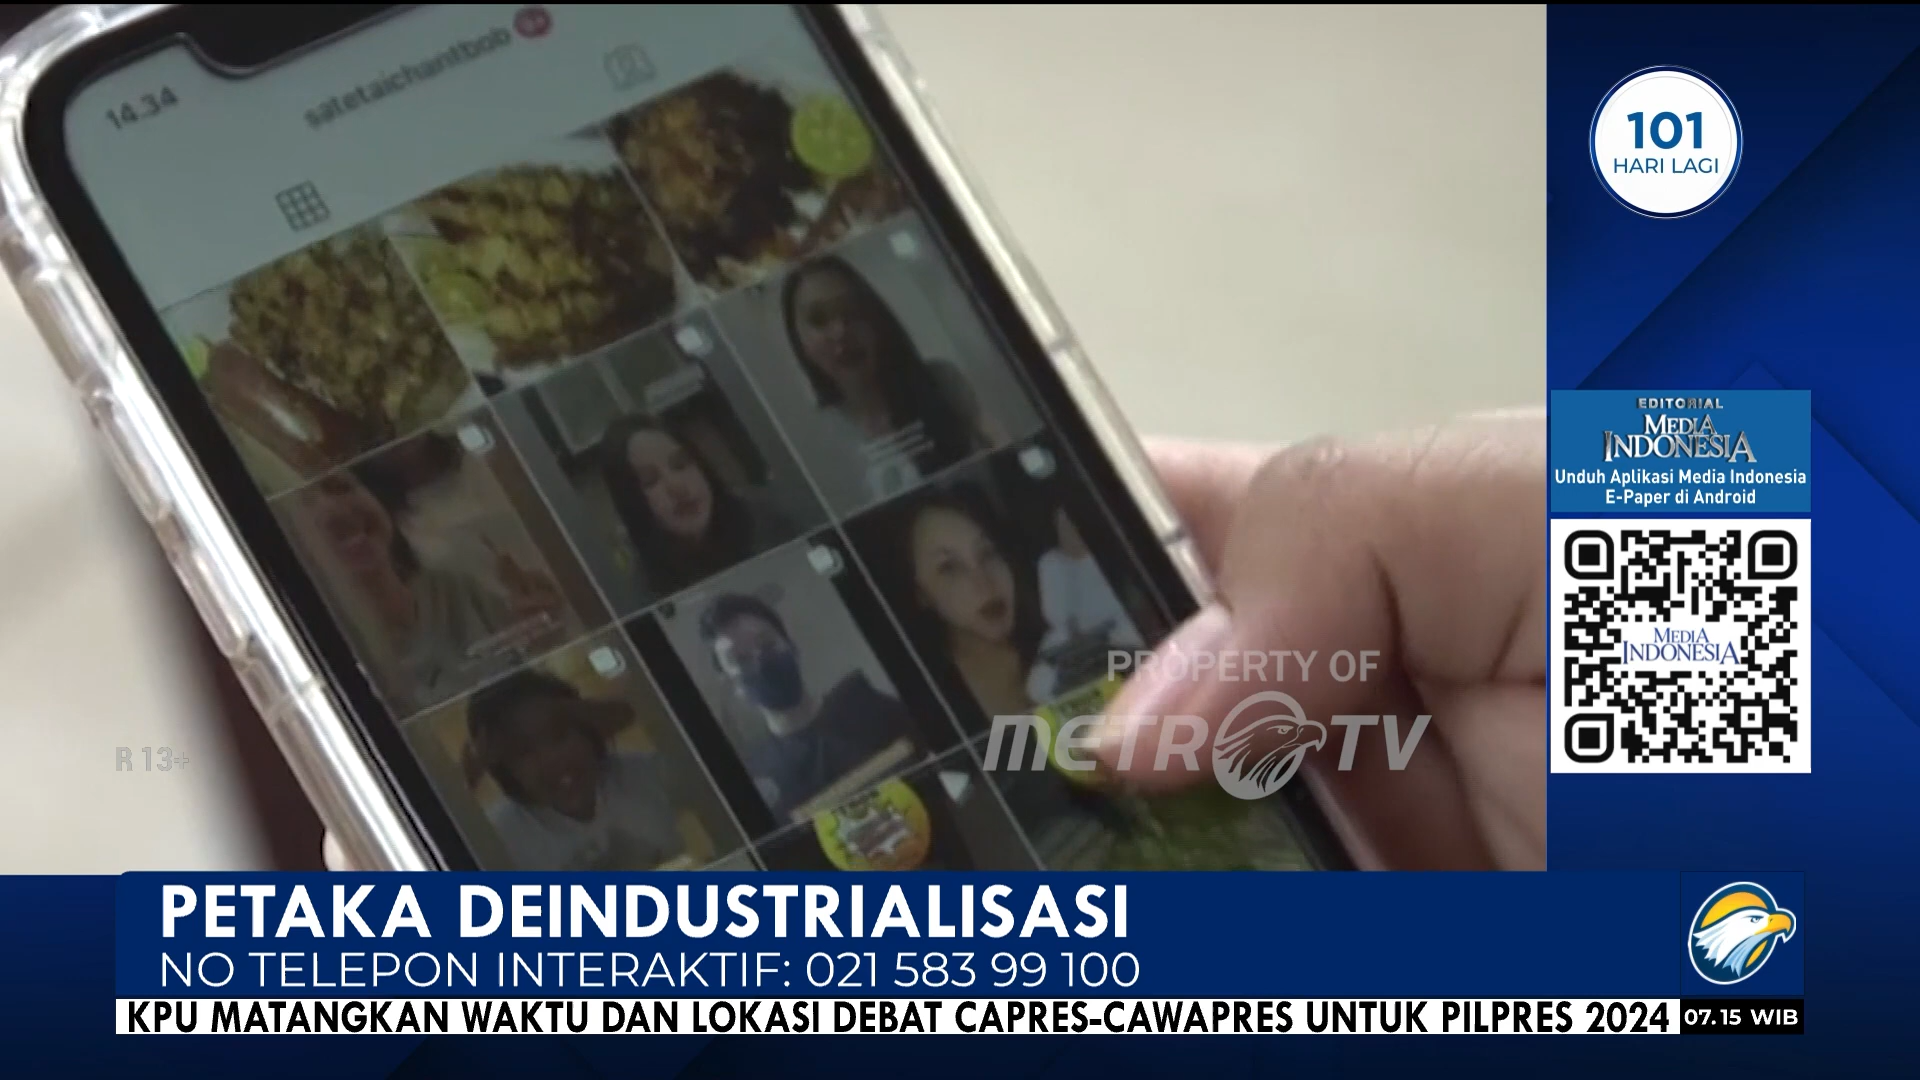 14.34
satetaichantbob
101
HARI LAGI
EDITORIAL
MEDIA
INDONESIA
Unduh Aplikasi Media Indonesia
E-Paper di Android
MEDIA
INDONESIA
PROPERTY OF
METRO TV
R 13+
PETAKA DEINDUSTRIALISASI
NO TELEPON INTERAKTIF: 021 583 99 100
KPU MATANGKAN WAKTU DAN LOKASI DEBAT CAPRES-CAWAPRES UNTUK PILPRES 2024
07.15 WIB